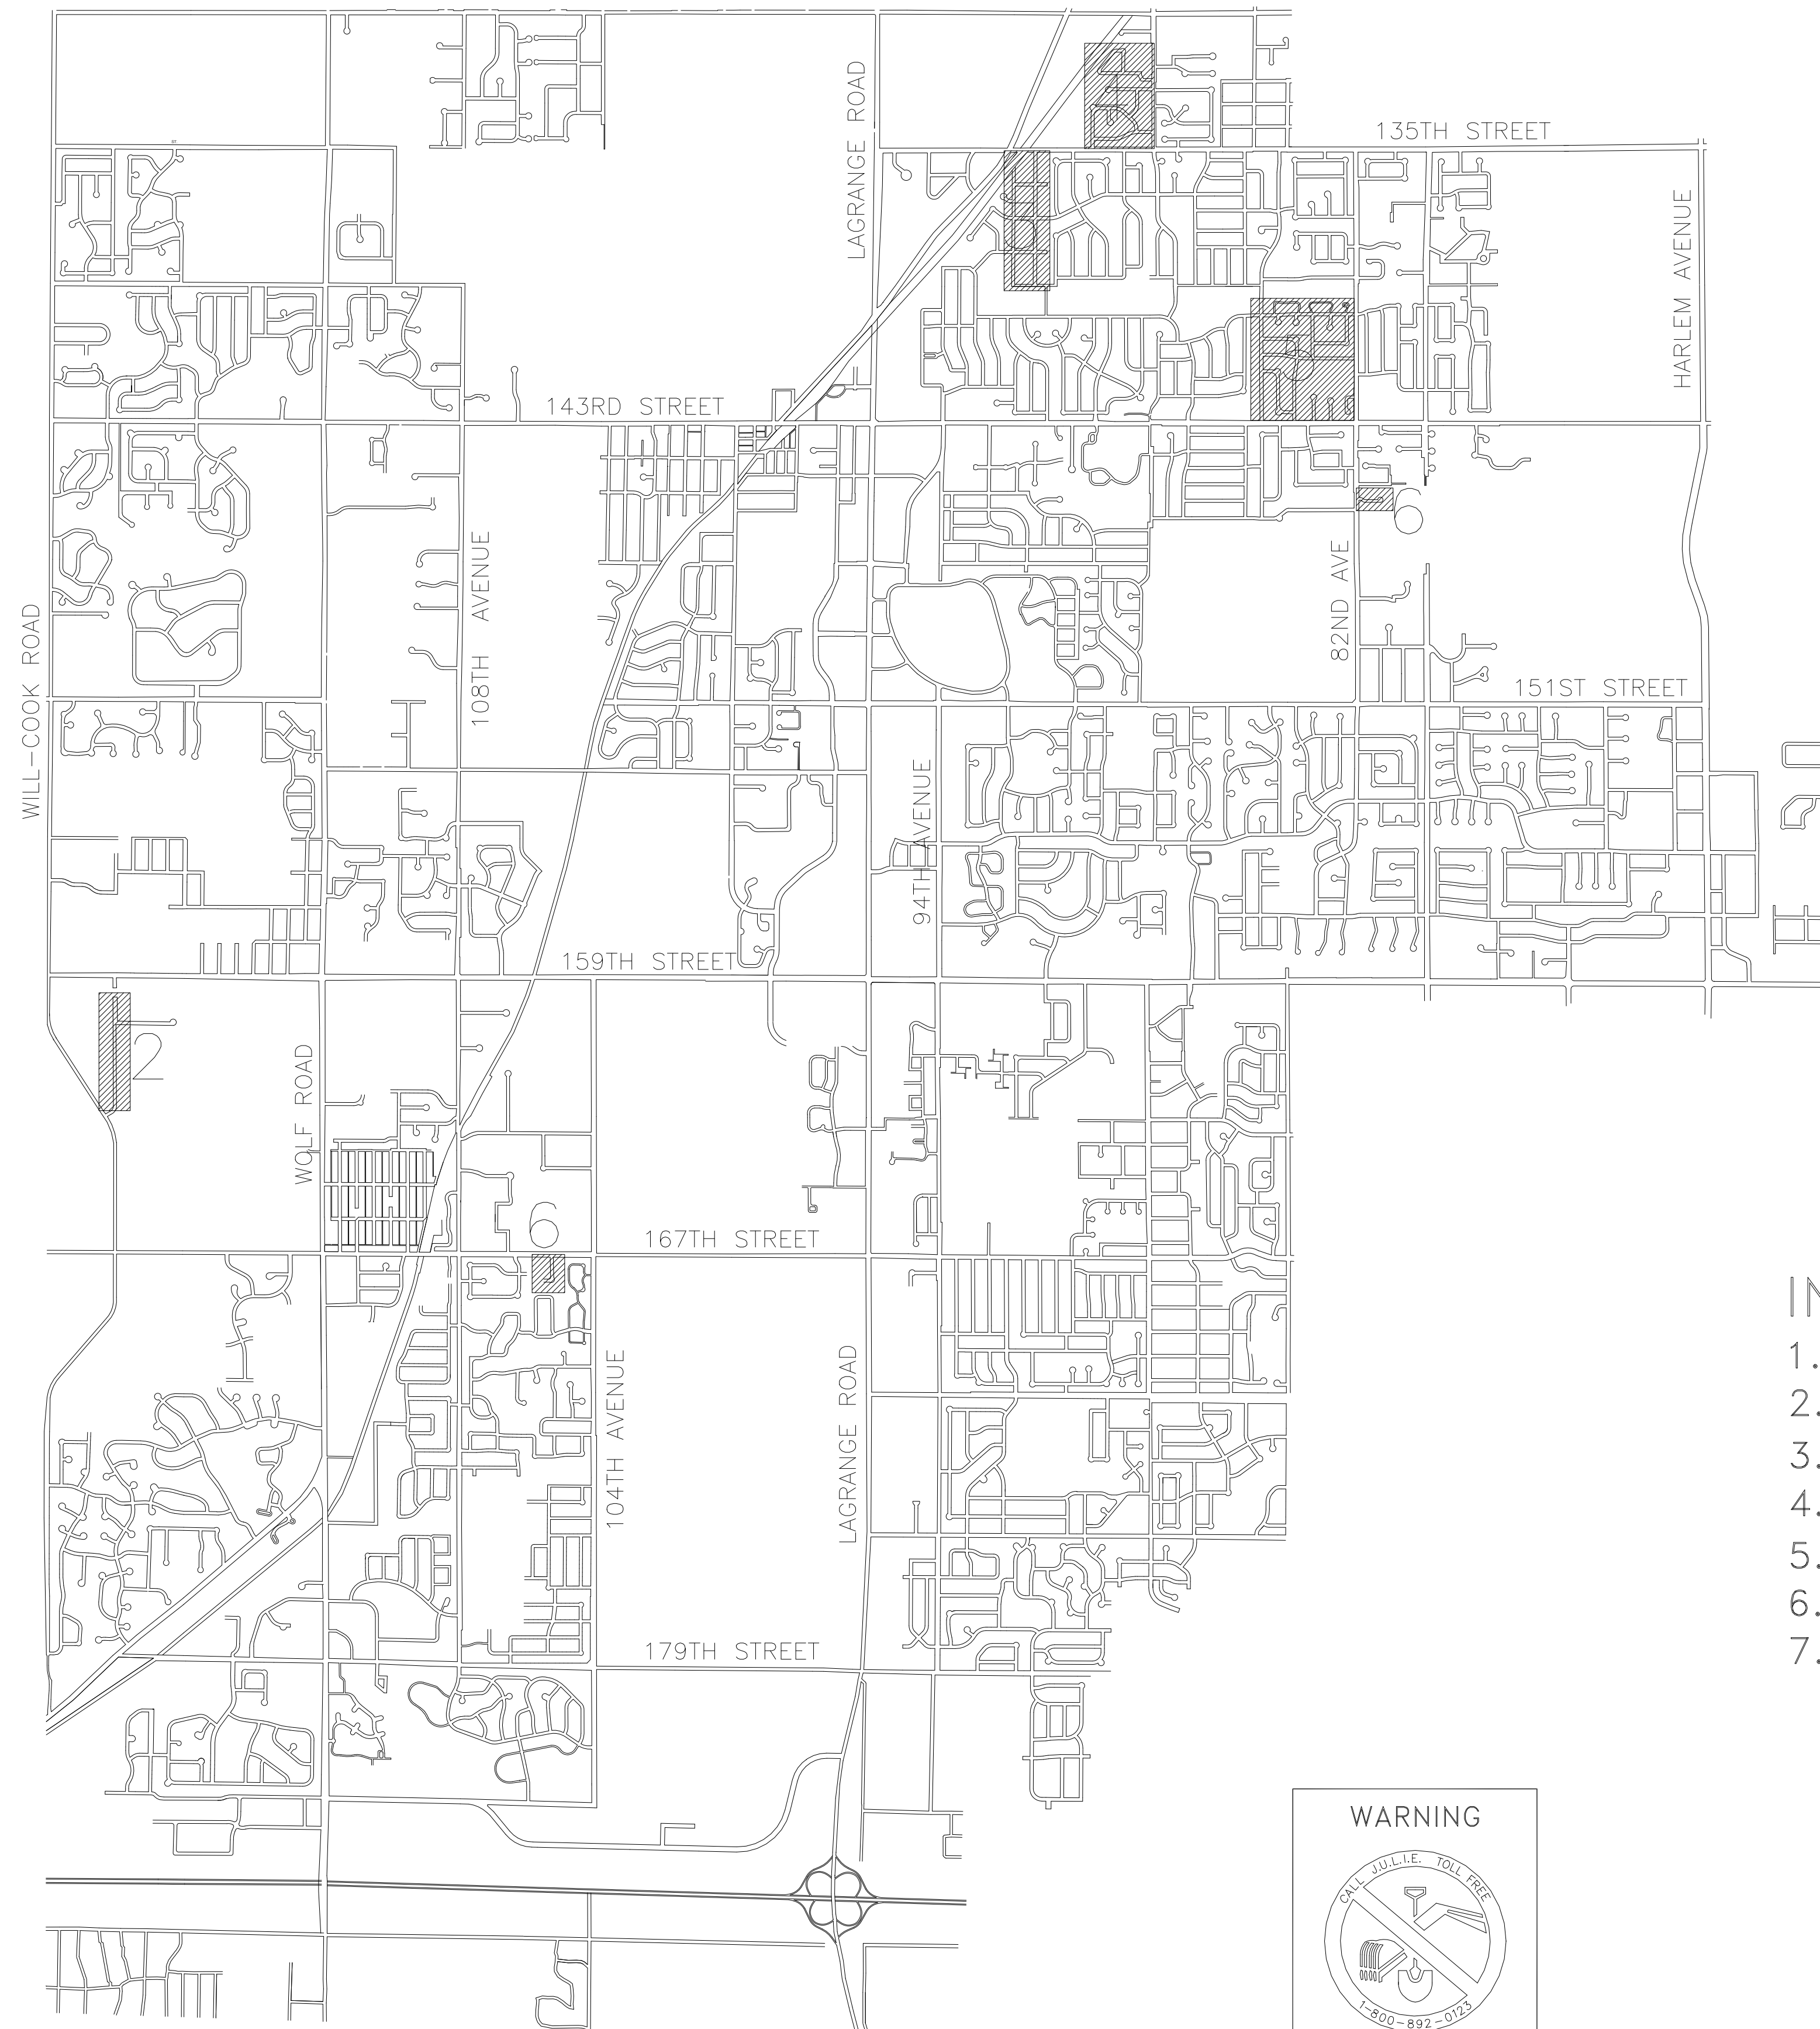 135TH STREET
LAGRANGE ROAD
HARLEM AVENUE
143RD STREET
6
108TH AVENUE
82ND AVE
WILL-COOK ROAD
151ST STREET
94TH AVENUE
159TH STREET
2
WOLF ROAD
6
167TH STREET
IN
1.
2.
3.
4.
5.
6.
7.
104TH AVENUE
LAGRANGE ROAD
179TH STREET
WARNING
CALL J.U.L.I.E. TOLL FREE
1-800-892-0123